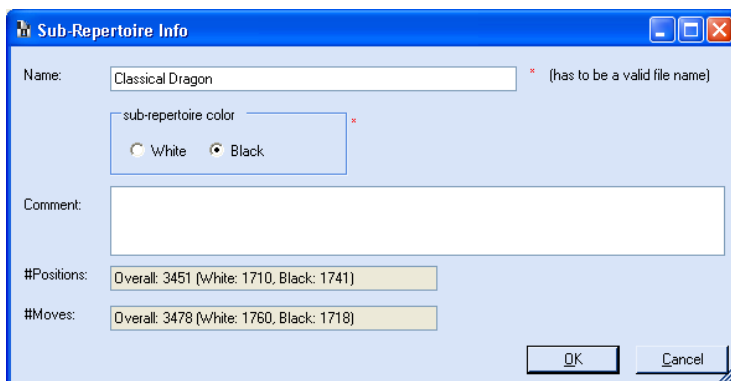 Sub-Repertoire Info
Name: Classical Dragon * (has to be a valid file name)
sub-repertoire color *
White Black
Comment:
#Positions: Overall: 3451 (White: 1710, Black: 1741)
#Moves: Overall: 3478 (White: 1760, Black: 1718)
OK Cancel